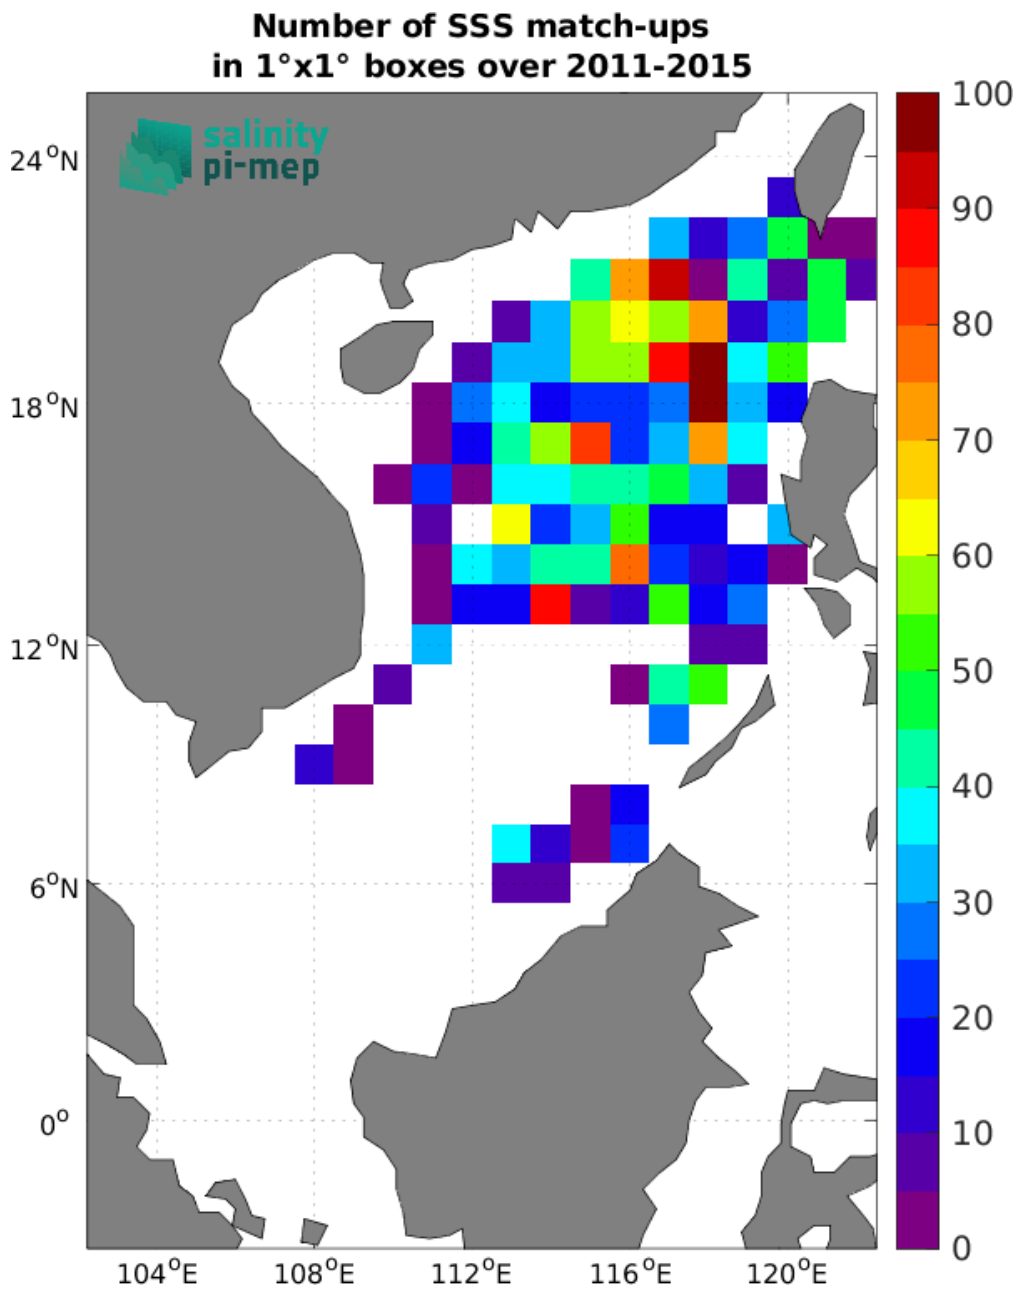 Number of SSS match-ups
in 1°x1° boxes over 2011-2015
salinity
pi-mep
24°N
18°N
12°N
6°N
0°
104°E 108°E 112°E 116°E 120°E
100
90
80
70
60
50
40
30
20
10
0